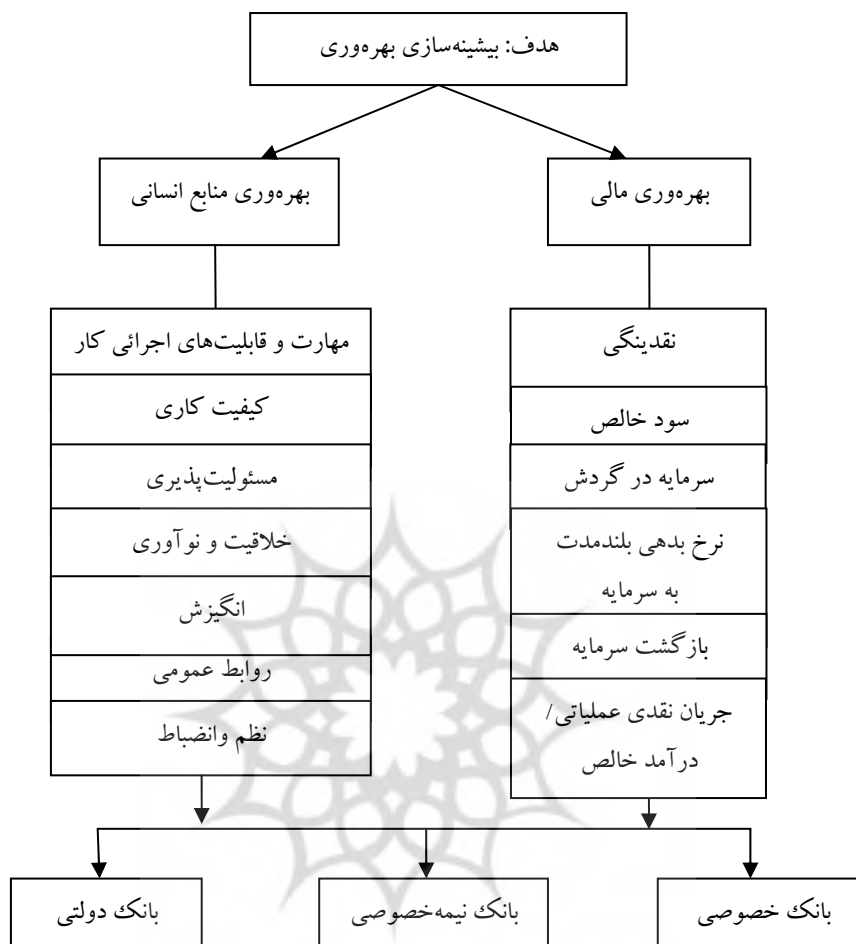 هدف: بیشینه‌سازی بهره‌وری
بهره‌وری مالی
بهره‌وری منابع انسانی
نقدینگی
سود خالص
سرمایه در گردش
نرخ بدهی بلندمدت
به سرمایه
بازگشت سرمایه
جریان نقدی عملیاتی/
درآمد خالص
مهارت و قابلیت‌های اجرائی کار
کیفیت کاری
مسئولیت‌پذیری
خلاقیت و نوآوری
انگیزش
روابط عمومی
نظم وانضباط
بانک خصوصی
بانک نیمه‌خصوصی
بانک دولتی